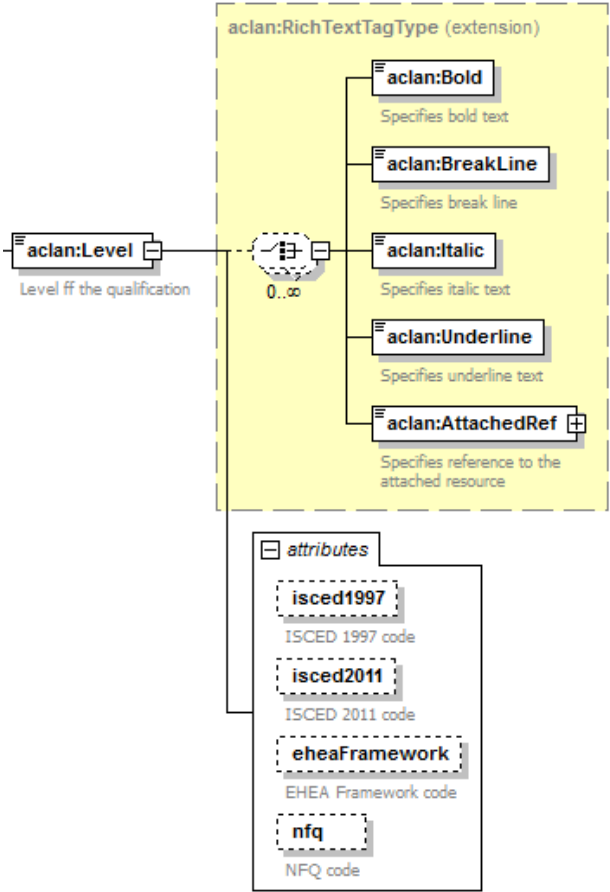 aclan:RichTextTagType (extension)
aclan:Bold
Specifies bold text
aclan:BreakLine
Specifies break line
aclan:Level
Level ff the qualification
0..∞
aclan:Italic
Specifies italic text
aclan:Underline
Specifies underline text
aclan:AttachedRef
Specifies reference to the
attached resource
attributes
isced1997
ISCED 1997 code
isced2011
ISCED 2011 code
eheaFramework
EHEA Framework code
nfq
NFQ code